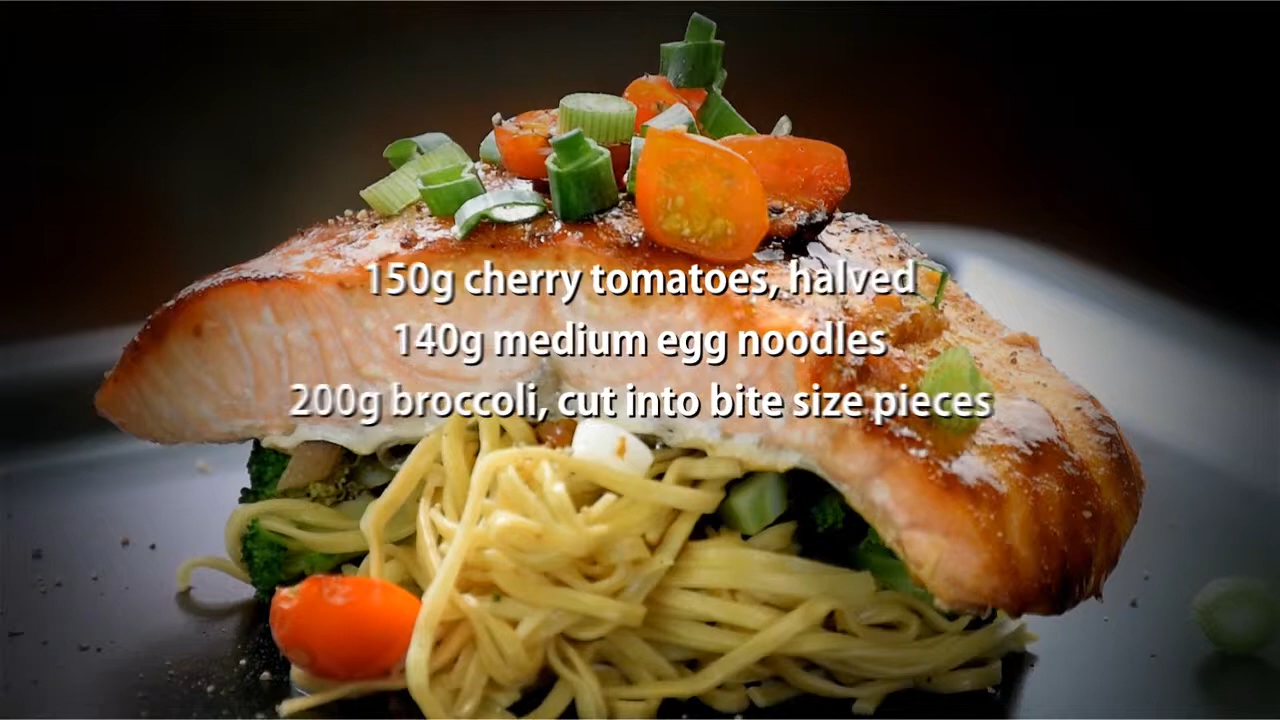 150g cherry tomatoes, halved
140g medium egg noodles
200g broccoli, cut into bite size pieces